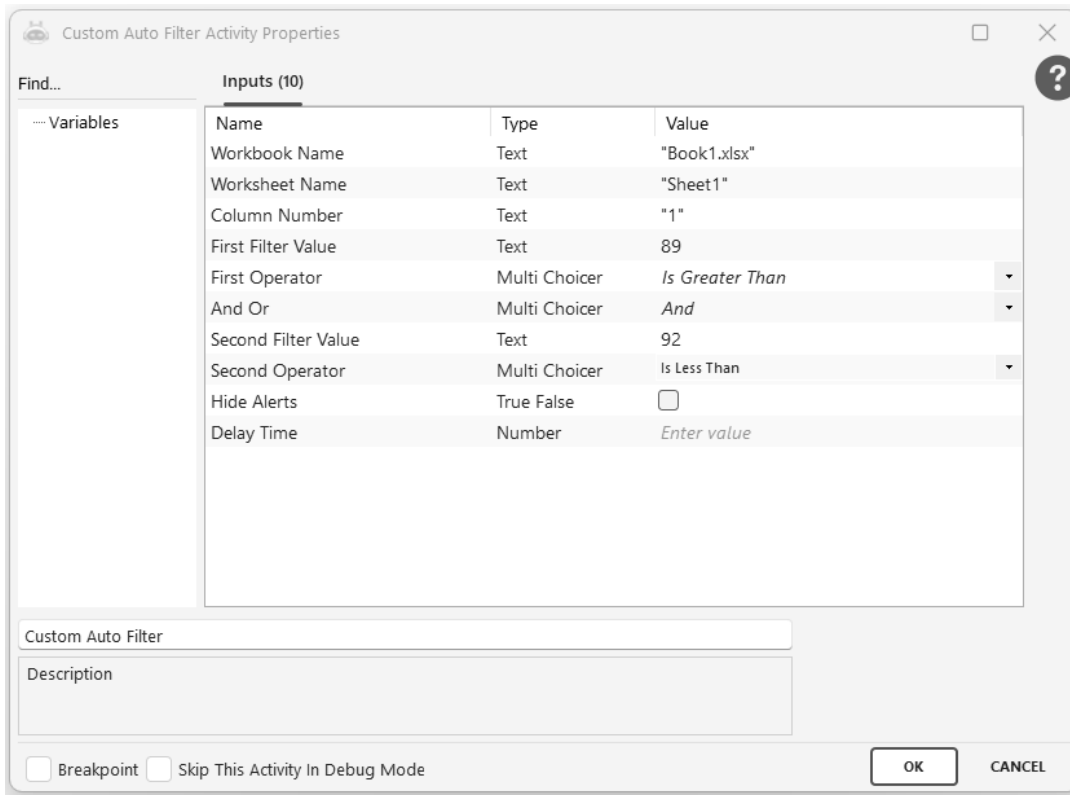 Custom Auto Filter Activity Properties
Find...
Inputs (10)
?
Variables
Name Type Value
Workbook Name Text "Book1.xlsx"
Worksheet Name Text "Sheet1"
Column Number Text "1"
First Filter Value Text 89
First Operator Multi Choicer Is Greater Than
And Or Multi Choicer And
Second Filter Value Text 92
Second Operator Multi Choicer Is Less Than
Hide Alerts True False
Delay Time Number Enter value
Custom Auto Filter
Description
Breakpoint Skip This Activity In Debug Mode OK CANCEL